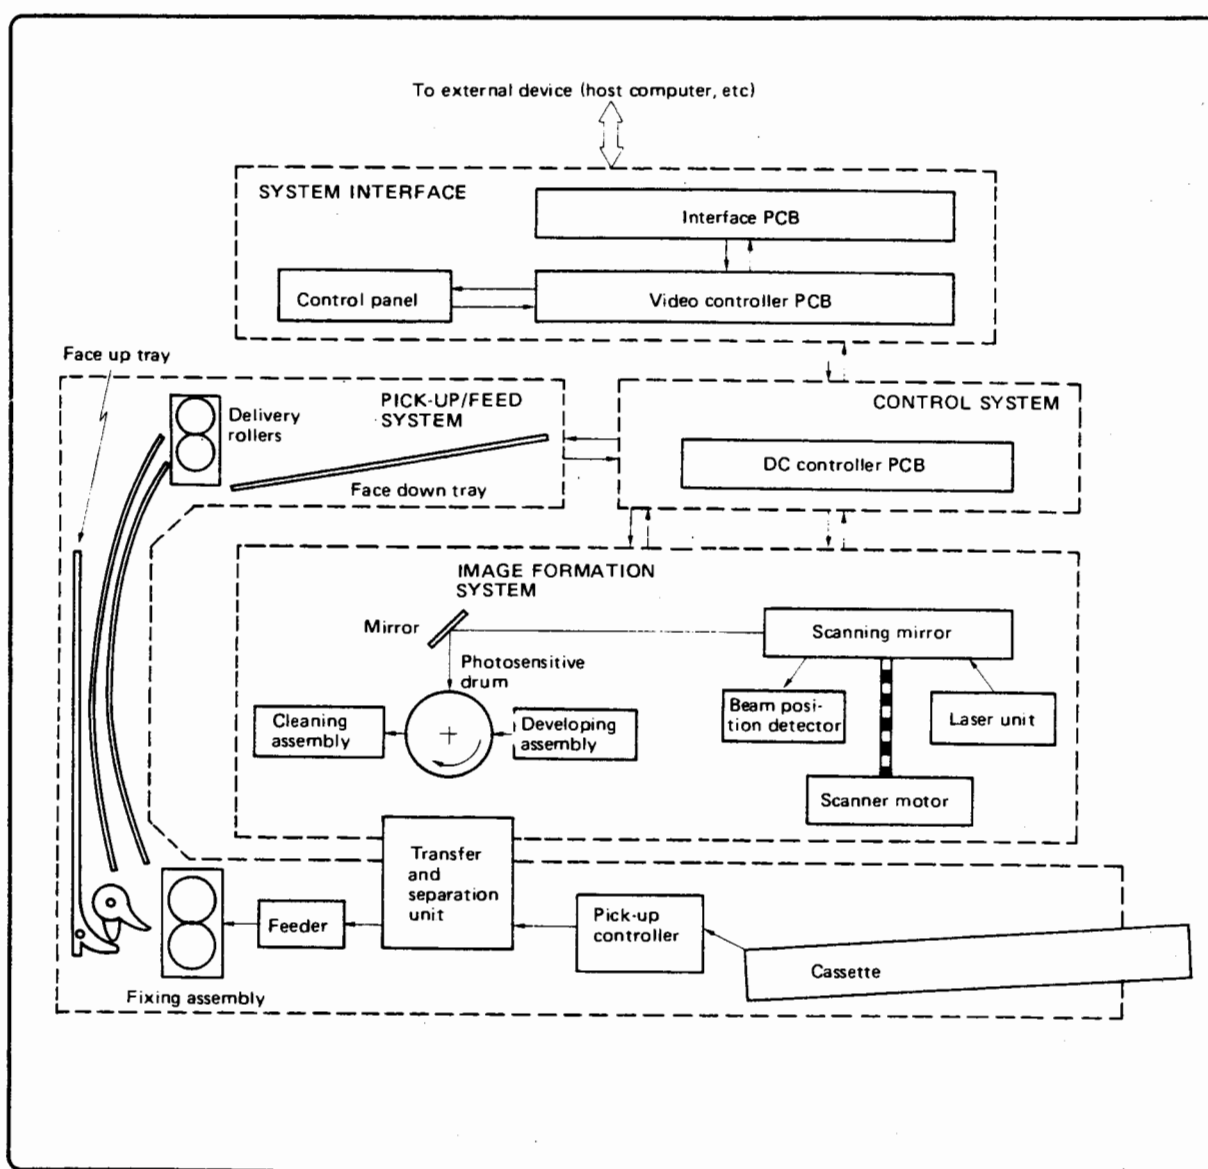 To external device (host computer, etc)
SYSTEM INTERFACE
Interface PCB
Control panel
Video controller PCB
Face up tray
PICK-UP/FEED
SYSTEM
Delivery
rollers
Face down tray
CONTROL SYSTEM
DC controller PCB
IMAGE FORMATION
SYSTEM
Mirror
Scanning mirror
Photosensitive
drum
Cleaning
assembly
Developing
assembly
Beam posi-
tion detector
Laser unit
Scanner motor
Transfer
and
separation
unit
Feeder
Pick-up
controller
Cassette
Fixing assembly